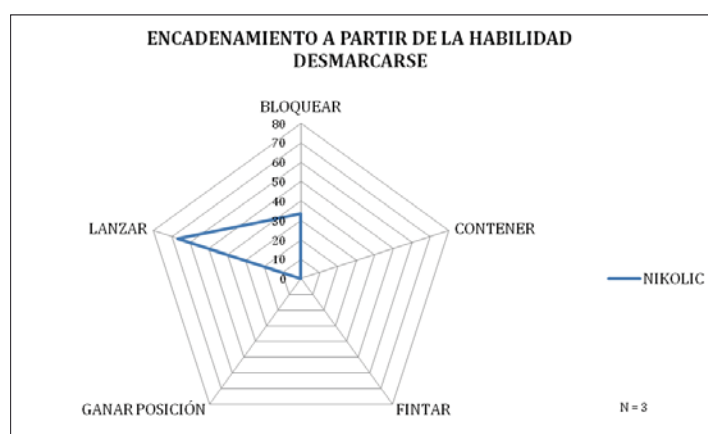 ENCADENAMIENTO A PARTIR DE LA HABILIDAD
DESMARCARSE
BLOQUEAR
80
70
60
50
40
30
20
10
0
LANZAR
CONTENER
NIKOLIC
GANAR POSICIÓN
FINTAR
N = 3